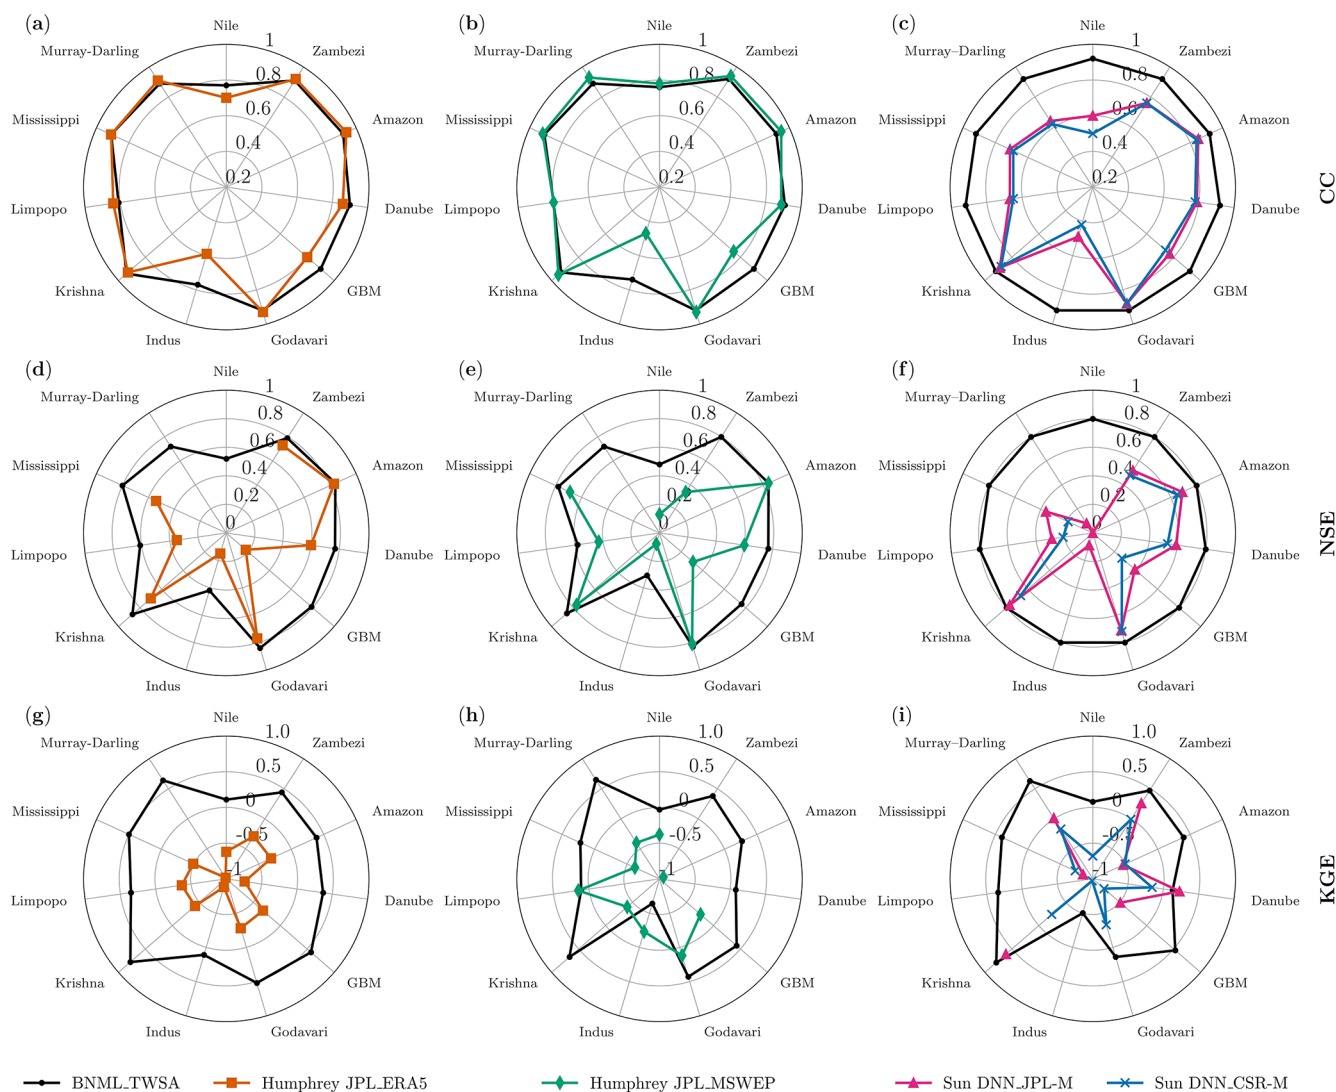 (a)
Nile
1
Zambezi
0.8
Amazon
0.6
0.4
0.2
Danube
GBM
Godavari
Indus
Krishna
Limpopo
Mississippi
Murray-Darling
(b)
Nile
1
Zambezi
0.8
Amazon
0.6
0.4
0.2
Danube
GBM
Godavari
Indus
Krishna
Limpopo
Mississippi
Murray-Darling
(c)
Nile
1
Zambezi
0.8
Amazon
0.6
0.4
0.2
Danube
GBM
Godavari
Indus
Krishna
Limpopo
Mississippi
Murray–Darling
CC
(d)
Nile
1
Zambezi
0.8
Amazon
0.6
0.4
0.2
0
Danube
GBM
Godavari
Indus
Krishna
Limpopo
Mississippi
Murray-Darling
(e)
Nile
1
Zambezi
0.8
Amazon
0.6
0.4
0.2
0
Danube
GBM
Godavari
Indus
Krishna
Limpopo
Mississippi
Murray-Darling
(f)
Nile
1
Zambezi
0.8
Amazon
0.6
0.4
0.2
0
Danube
GBM
Godavari
Indus
Krishna
Limpopo
Mississippi
Murray–Darling
NSE
(g)
Nile
1.0
Zambezi
0.5
Amazon
0
-0.5
-1
Danube
GBM
Godavari
Indus
Krishna
Limpopo
Mississippi
Murray-Darling
(h)
Nile
1.0
Zambezi
0.5
Amazon
0
-0.5
-1
Danube
GBM
Godavari
Indus
Krishna
Limpopo
Mississippi
Murray-Darling
(i)
Nile
1.0
Zambezi
0.5
Amazon
0
-0.5
-1
Danube
GBM
Godavari
Indus
Krishna
Limpopo
Mississippi
Murray–Darling
KGE
BNML_TWSA
Humphrey JPL_ERA5
Humphrey JPL_MSWEP
Sun DNN_JPL-M
Sun DNN_CSR-M